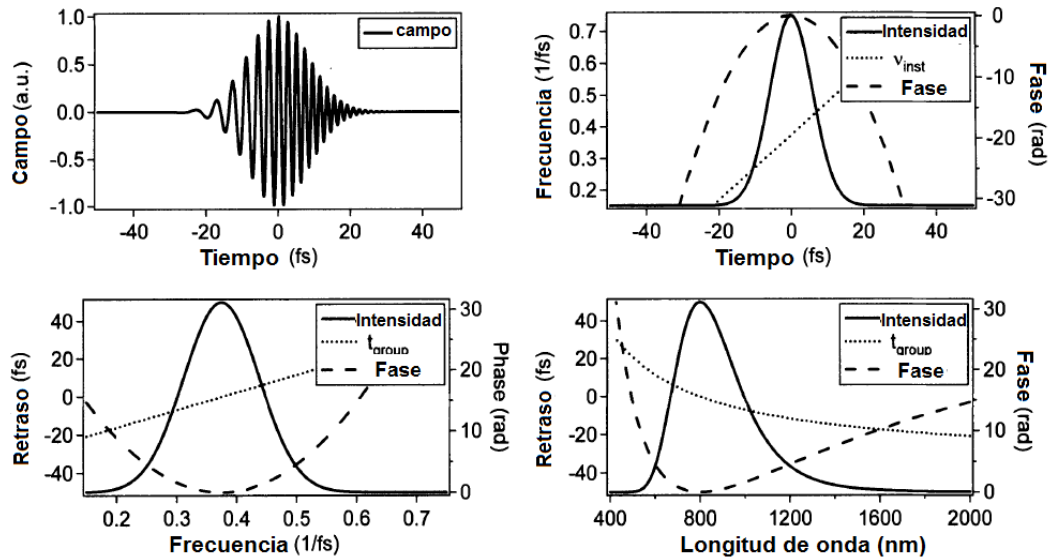 campo
Campo (a.u.)
1.0
0.5
0.0
-0.5
-1.0
-40
-20
0
20
40
Tiempo (fs)
Intensidad
νinst
Fase
Frecuencia (1/fs)
0.7
0.6
0.5
0.4
0.3
0.2
0
-10
-20
-30
Fase (rad)
-40
-20
0
20
40
Tiempo (fs)
Intensidad
tgroup
Fase
Retraso (fs)
40
20
0
-20
-40
30
20
10
0
Phase (rad)
0.2
0.3
0.4
0.5
0.6
0.7
Frecuencia (1/fs)
Intensidad
tgroup
Fase
Retraso (fs)
40
20
0
-20
-40
30
20
10
0
Fase (rad)
400
800
1200
1600
2000
Longitud de onda (nm)